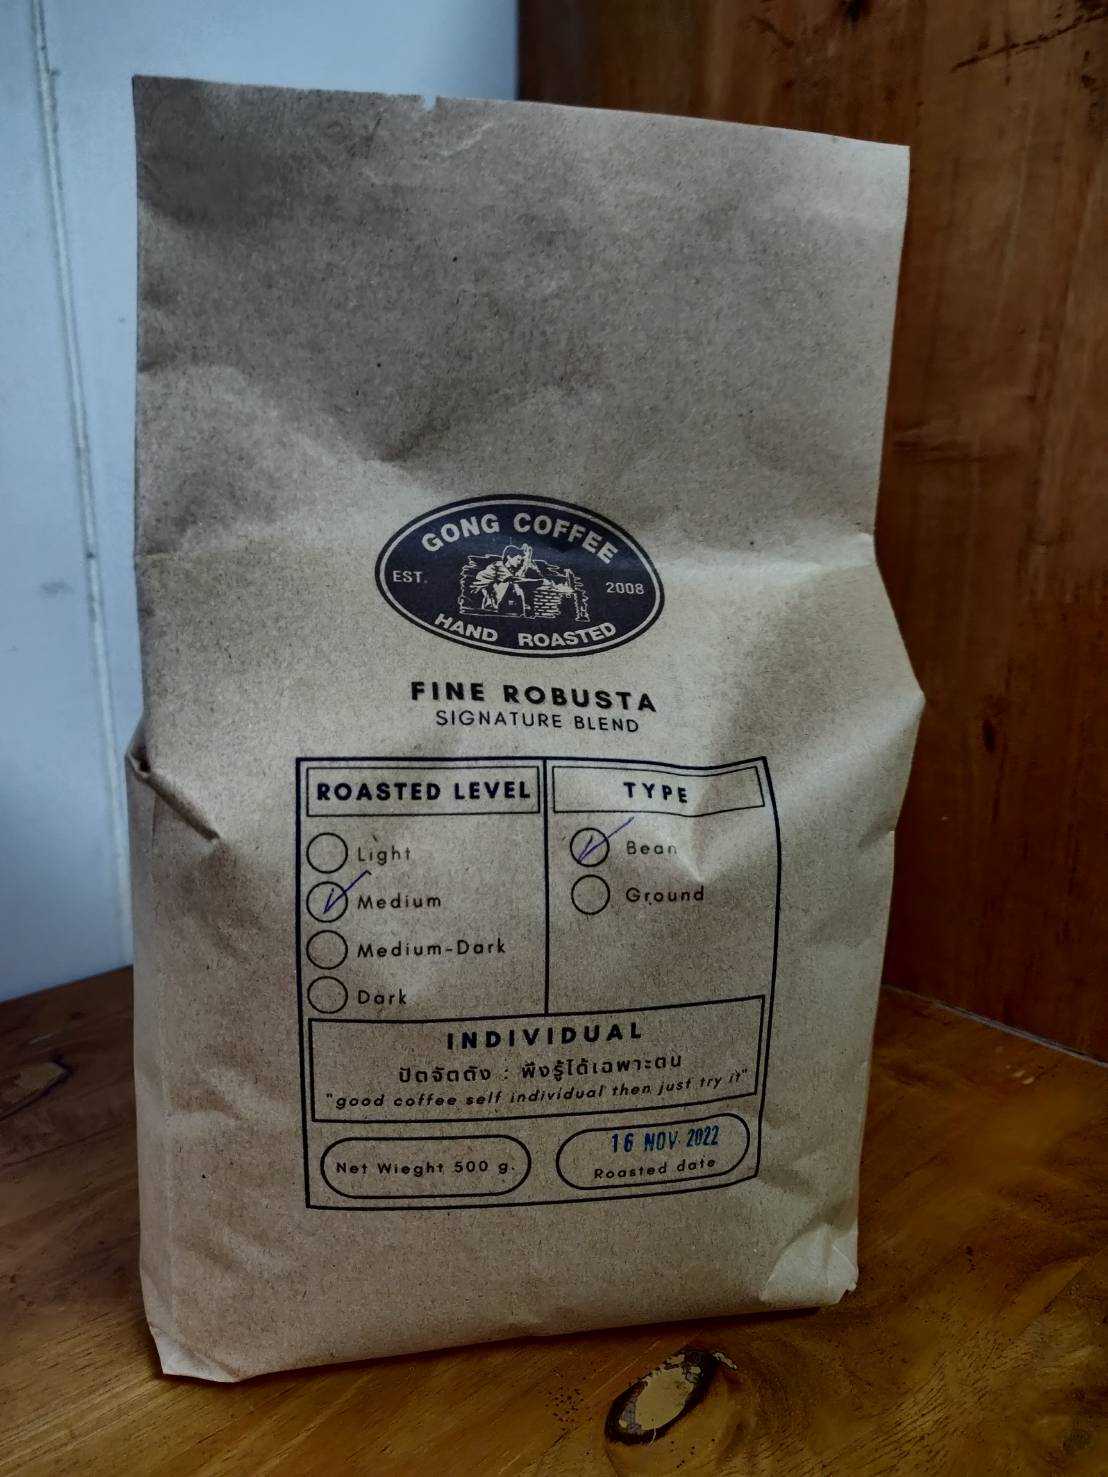 GONG COFFEE
EST. 2008
HAND ROASTED
FINE ROBUSTA
SIGNATURE BLEND
ROASTED LEVEL
Light
Medium
Medium-Dark
Dark
TYPE
Bean
Ground
INDIVIDUAL
ปัตจัตตัง : พึงรู้ได้เฉพาะตน
"good coffee self individual then just try it"
Net Wieght 500 g.
16 NOV 2022
Roasted date